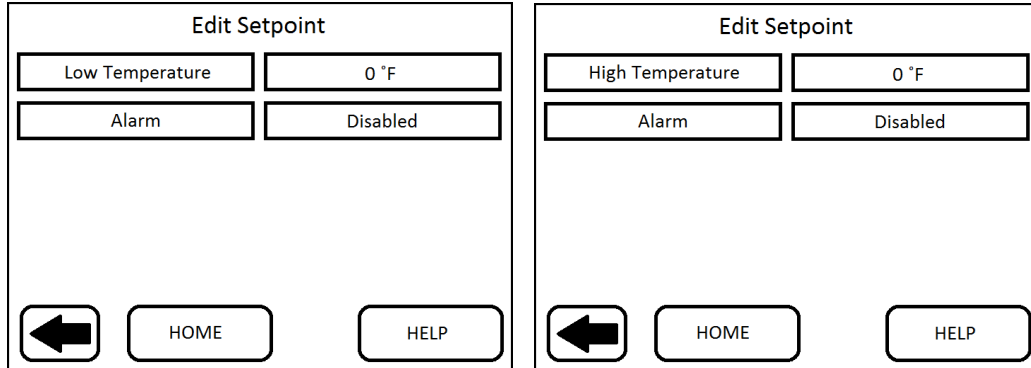 Edit Setpoint
Low Temperature 0 ˚F
Alarm Disabled
HOME HELP
Edit Setpoint
High Temperature 0 ˚F
Alarm Disabled
HOME HELP